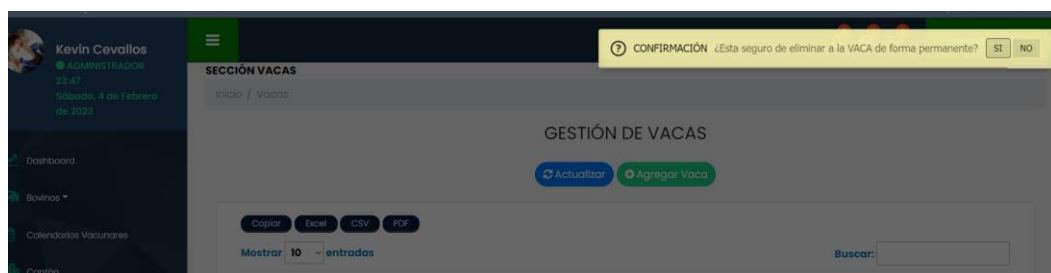 Kevin Cevallos
ADMINISTRADOR
23:47
Sábado, 4 de Febrero
de 2023
Dashboard
Bovinos
Calendarios Vacunares
Cantón
CONFIRMACIÓN ¿Esta seguro de eliminar a la VACA de forma permanente? SI NO
SECCIÓN VACAS
Inicio / Vacas
GESTIÓN DE VACAS
Actualizar Agregar Vaca
Copiar Excel CSV PDF
Mostrar 10 entradas
Buscar: